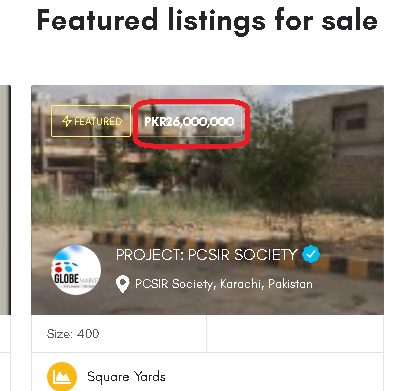 Featured listings for sale
FEATURED
PKR26,000,000
PROJECT: PCSIR SOCIETY
GLOBE
PCSIR Society, Karachi, Pakistan
Size: 400
Square Yards